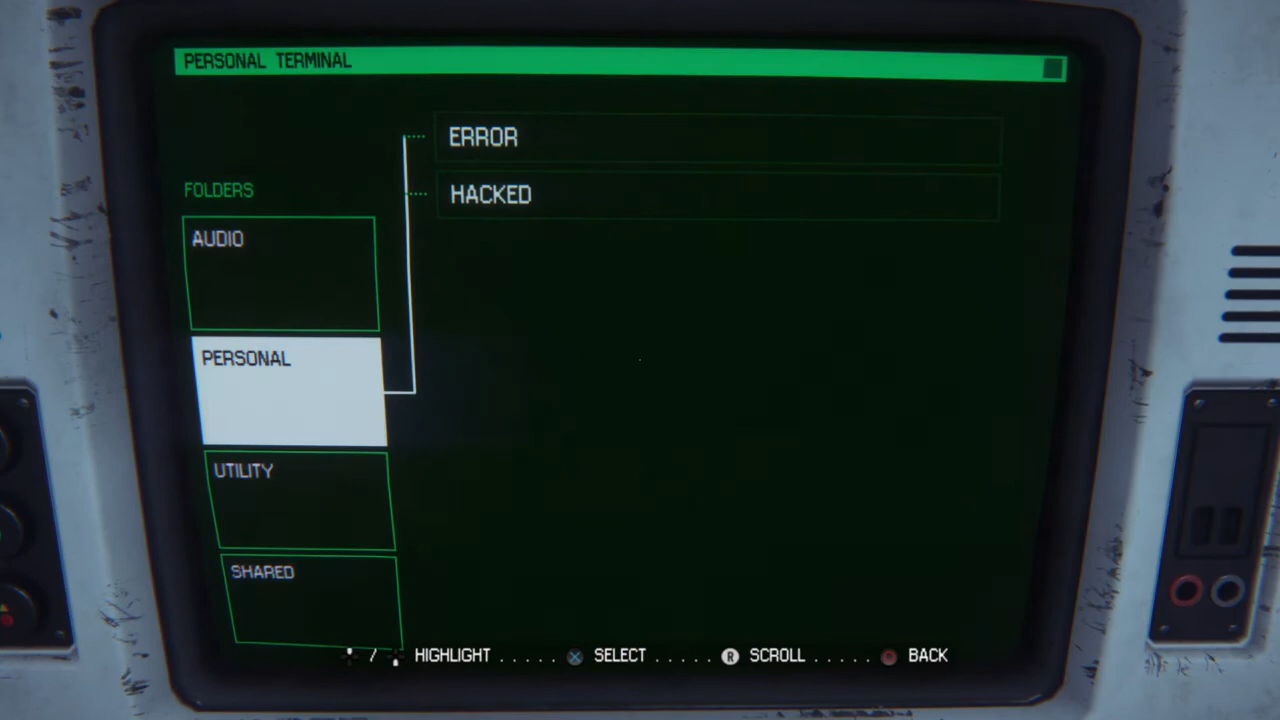 PERSONAL TERMINAL
ERROR
HACKED
FOLDERS
AUDIO
PERSONAL
UTILITY
SHARED
/ HIGHLIGHT ..... SELECT ..... R SCROLL ..... BACK